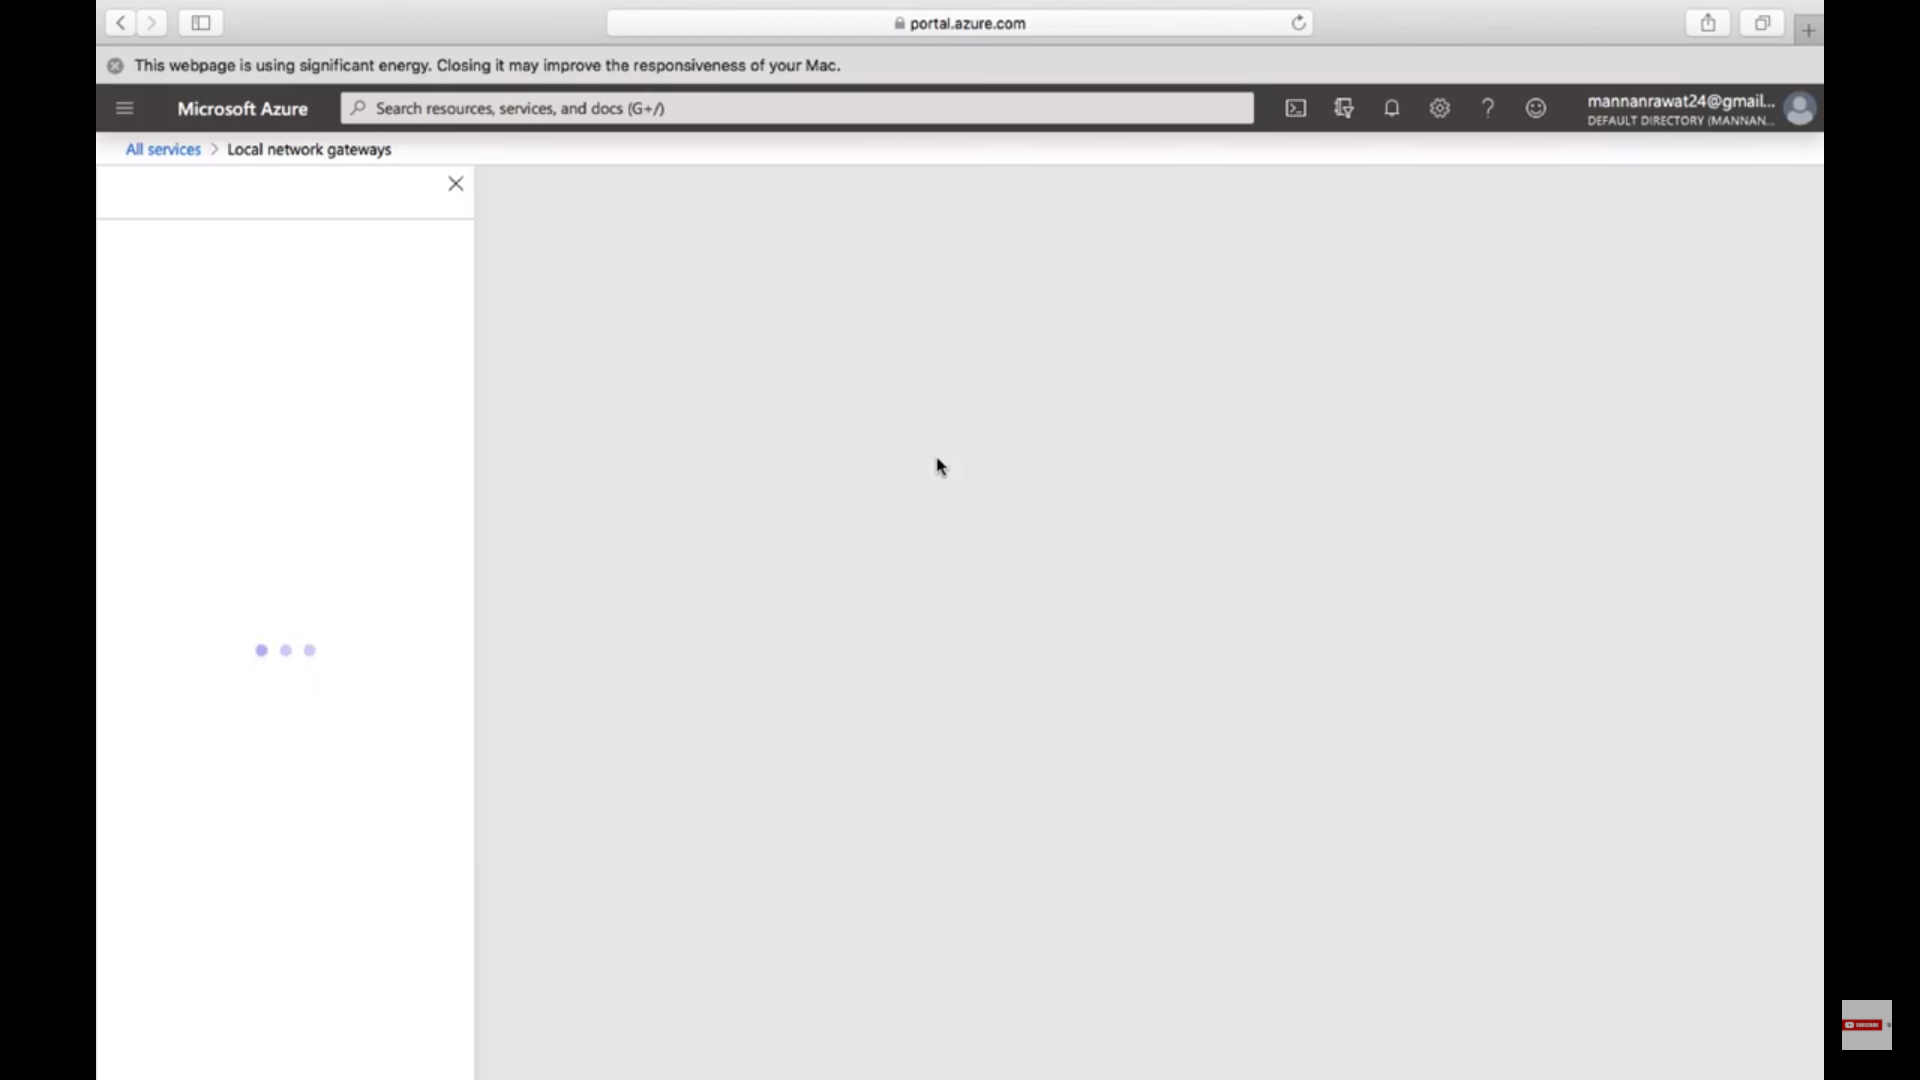 portal.azure.com
This webpage is using significant energy. Closing it may improve the responsiveness of your Mac.
Microsoft Azure
Search resources, services, and docs (G+/)
mannanrawat24@gmail...
DEFAULT DIRECTORY (MANNAN...
All services > Local network gateways
SUBSCRIBE